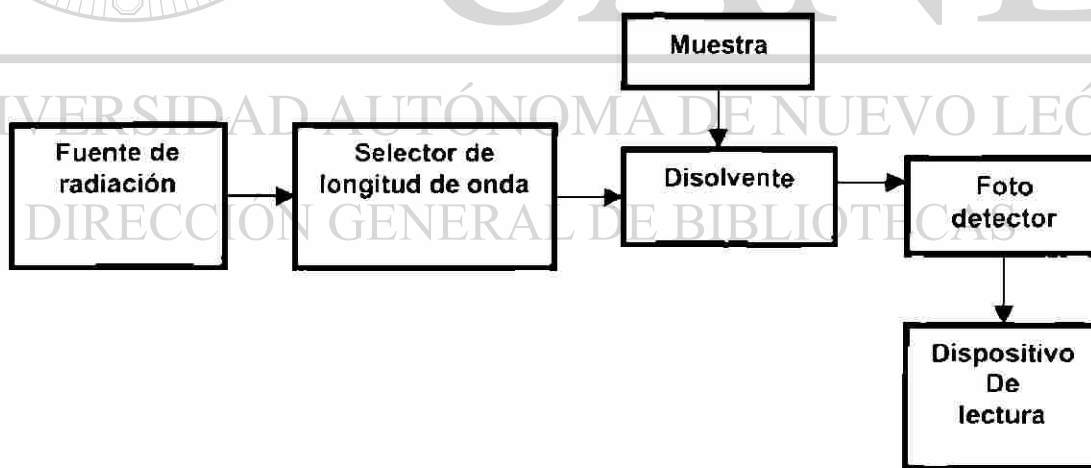 Muestra
UNIVERSIDAD AUTÓNOMA DE NUEVO LEÓN
Fuente de
radiación
Selector de
longitud de onda
Disolvente
Foto
detector
DIRECCIÓN GENERAL DE BIBLIOTECAS
Dispositivo
De
lectura